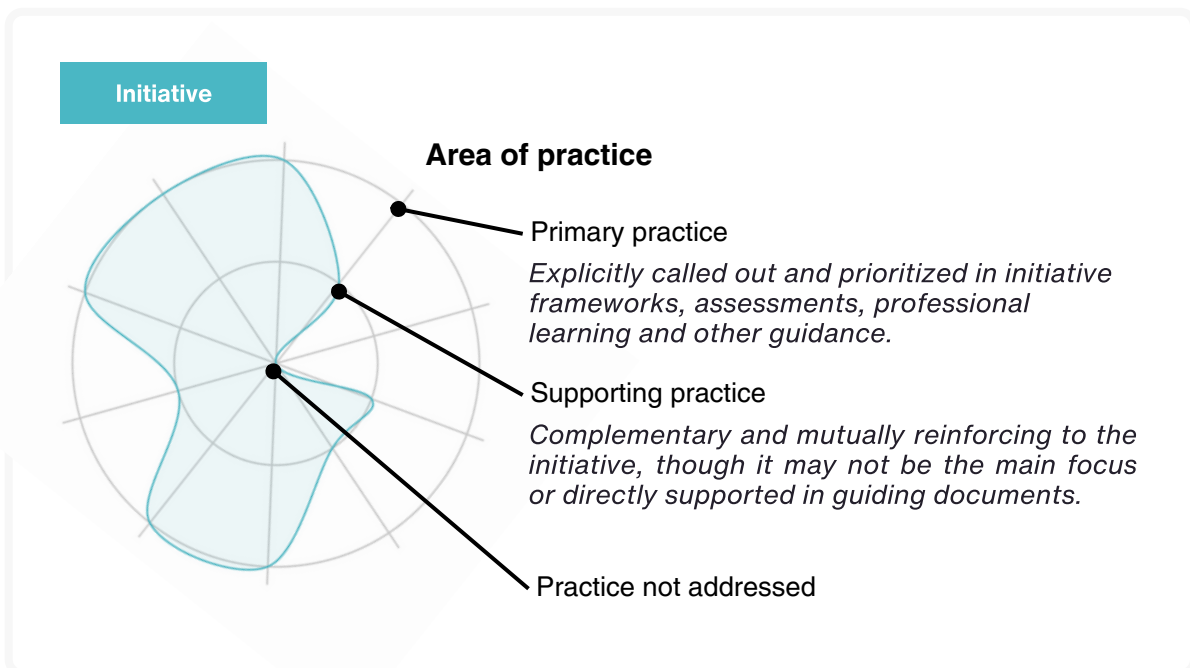 Initiative
Area of practice
Primary practice
Explicitly called out and prioritized in initiative
frameworks, assessments, professional
learning and other guidance.
Supporting practice
Complementary and mutually reinforcing to the
initiative, though it may not be the main focus
or directly supported in guiding documents.
Practice not addressed